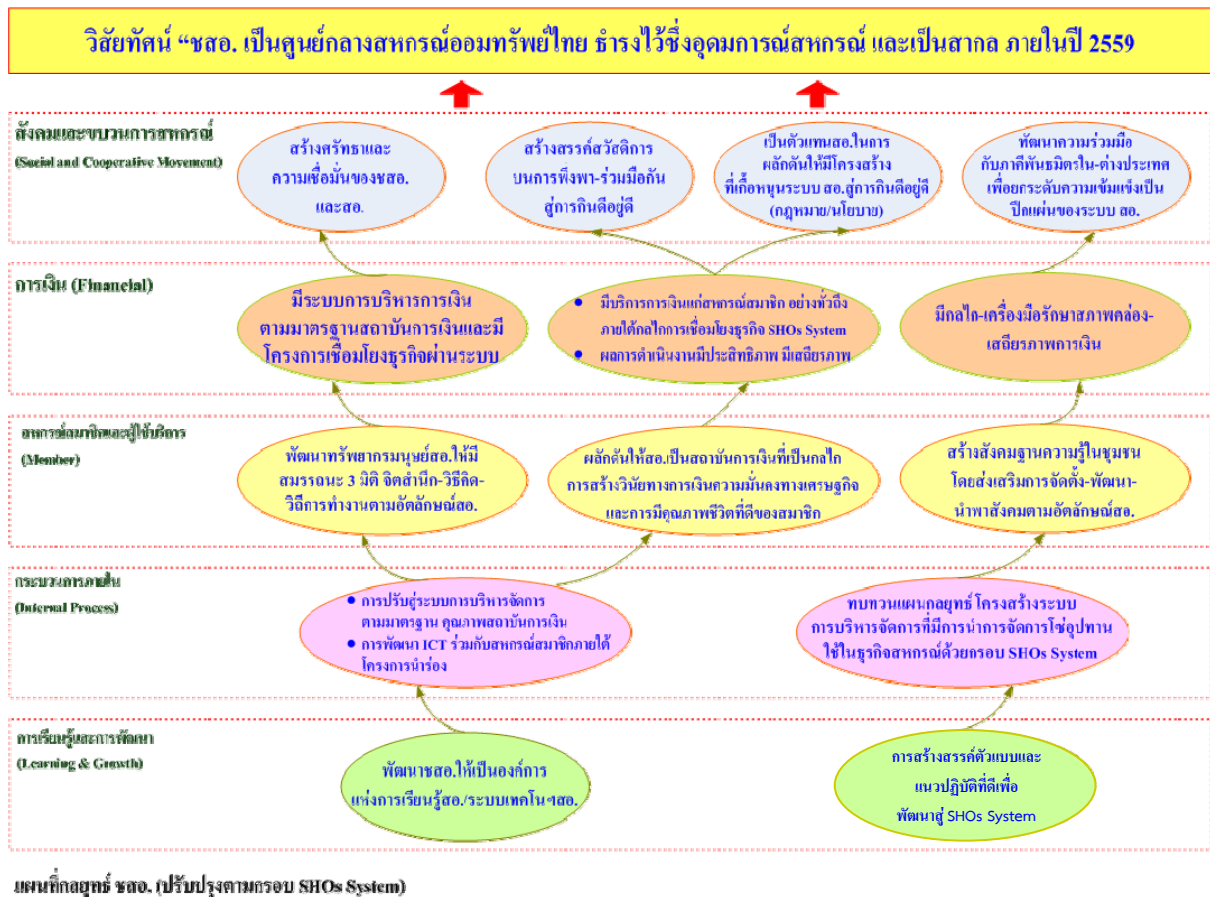 วิสัยทัศน์ “ชสอ. เป็นศูนย์กลางสหกรณ์ออมทรัพย์ไทย ธำรงไว้ซึ่งอุดมการณ์สหกรณ์ และเป็นสากล ภายในปี 2559
สังคมและขบวนการสหกรณ์
(Social and Cooperative Movement)
สร้างศรัทธาและ
ความเชื่อมั่นของชสอ.
และสอ.
สร้างสรรค์สวัสดิการ
บนการพึ่งพา-ร่วมมือกัน
สู่การกินดีอยู่ดี
เป็นตัวแทนสอ.ในการ
ผลักดันให้มีโครงสร้าง
ที่เกื้อหนุนระบบ สอ.สู่การกินดีอยู่ดี
(กฎหมาย/นโยบาย)
พัฒนาความร่วมมือ
กับภาคีพันธมิตรใน-ต่างประเทศ
เพื่อยกระดับความเข้มแข็งเป็น
ปึกแผ่นของระบบ สอ.
การเงิน (Financial)
มีระบบการบริหารการเงิน
ตามมาตรฐานสถาบันการเงินและมี
โครงการเชื่อมโยงธุรกิจผ่านระบบ
• มีบริการการเงินแก่สหกรณ์สมาชิก อย่างทั่วถึง
ภายใต้กลไกการเชื่อมโยงธุรกิจ SHOs System
• ผลการดำเนินงานมีประสิทธิภาพ มีเสถียรภาพ
มีกลไก-เครื่องมือรักษาสภาพคล่อง-
เสถียรภาพการเงิน
สหกรณ์สมาชิกและผู้ใช้บริการ
(Member)
พัฒนาทรัพยากรมนุษย์สอ.ให้มี
สมรรถนะ 3 มิติ จิตสำนึก-วิธีคิด-
วิถีการทำงานตามอัตลักษณ์สอ.
ผลักดันให้สอ.เป็นสถาบันการเงินที่เป็นกลไก
การสร้างวินัยทางการเงินความมั่นคงทางเศรษฐกิจ
และการมีคุณภาพชีวิตที่ดีของสมาชิก
สร้างสังคมฐานความรู้ในชุมชน
โดยส่งเสริมการจัดตั้ง-พัฒนา-
นำพาสังคมตามอัตลักษณ์สอ.
กระบวนการภายใน
(Internal Process)
• การปรับสู่ระบบการบริหารจัดการ
ตามมาตรฐาน คุณภาพสถาบันการเงิน
• การพัฒนา ICT ร่วมกับสหกรณ์สมาชิกภายใต้
โครงการนำร่อง
ทบทวนแผนกลยุทธ์ โครงสร้างระบบ
การบริหารจัดการที่มีการนำการจัดการโซ่อุปทาน
ใช้ในธุรกิจสหกรณ์ด้วยกรอบ SHOs System
การเรียนรู้และการพัฒนา
(Learning & Growth)
พัฒนาชสอ.ให้เป็นองค์การ
แห่งการเรียนรู้สอ./ระบบเทคโนฯสอ.
การสร้างสรรค์ตัวแบบและ
แนวปฏิบัติที่ดีเพื่อ
พัฒนาสู่ SHOs System
แผนที่กลยุทธ์ ชสอ. (ปรับปรุงตามกรอบ SHOs System)